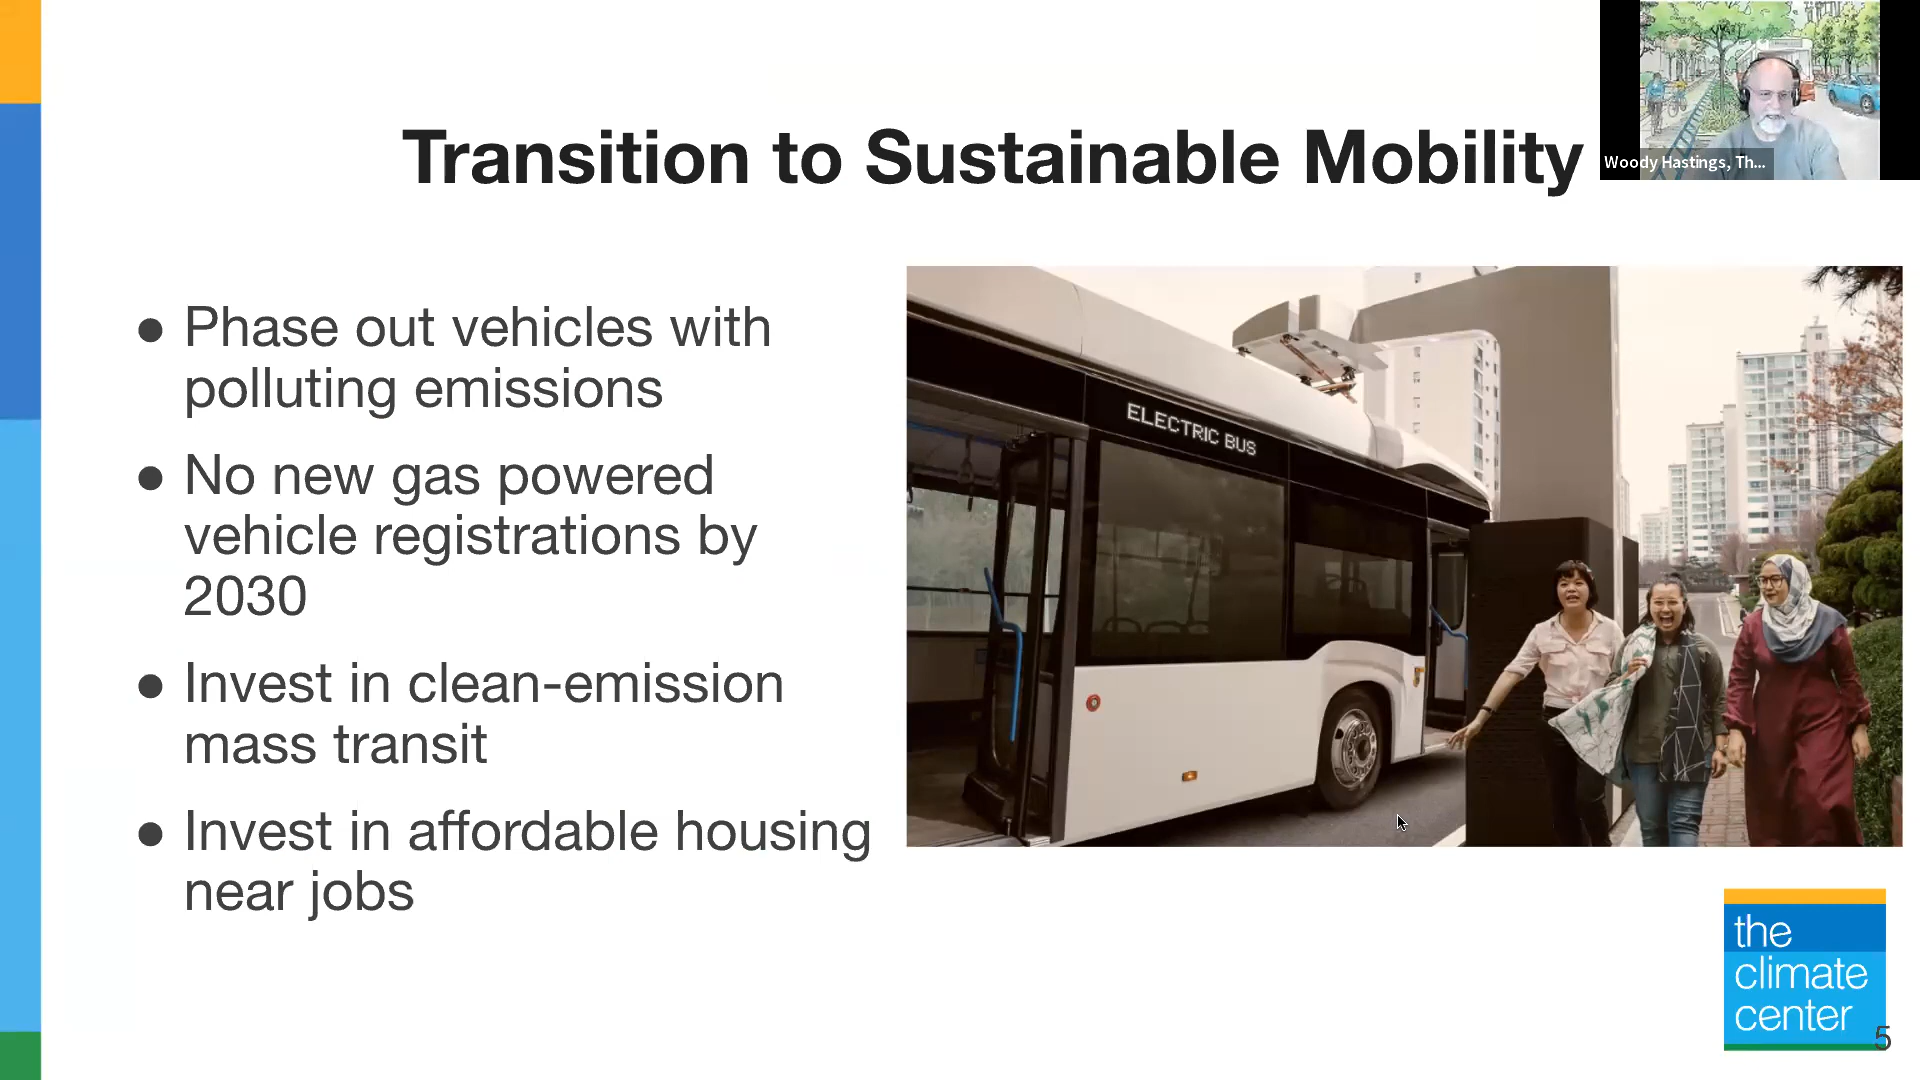 Transition to Sustainable Mobility
Woody Hastings, Th...
● Phase out vehicles with
polluting emissions
● No new gas powered
vehicle registrations by
2030
● Invest in clean-emission
mass transit
● Invest in affordable housing
near jobs
ELECTRIC BUS
the
climate
center
5